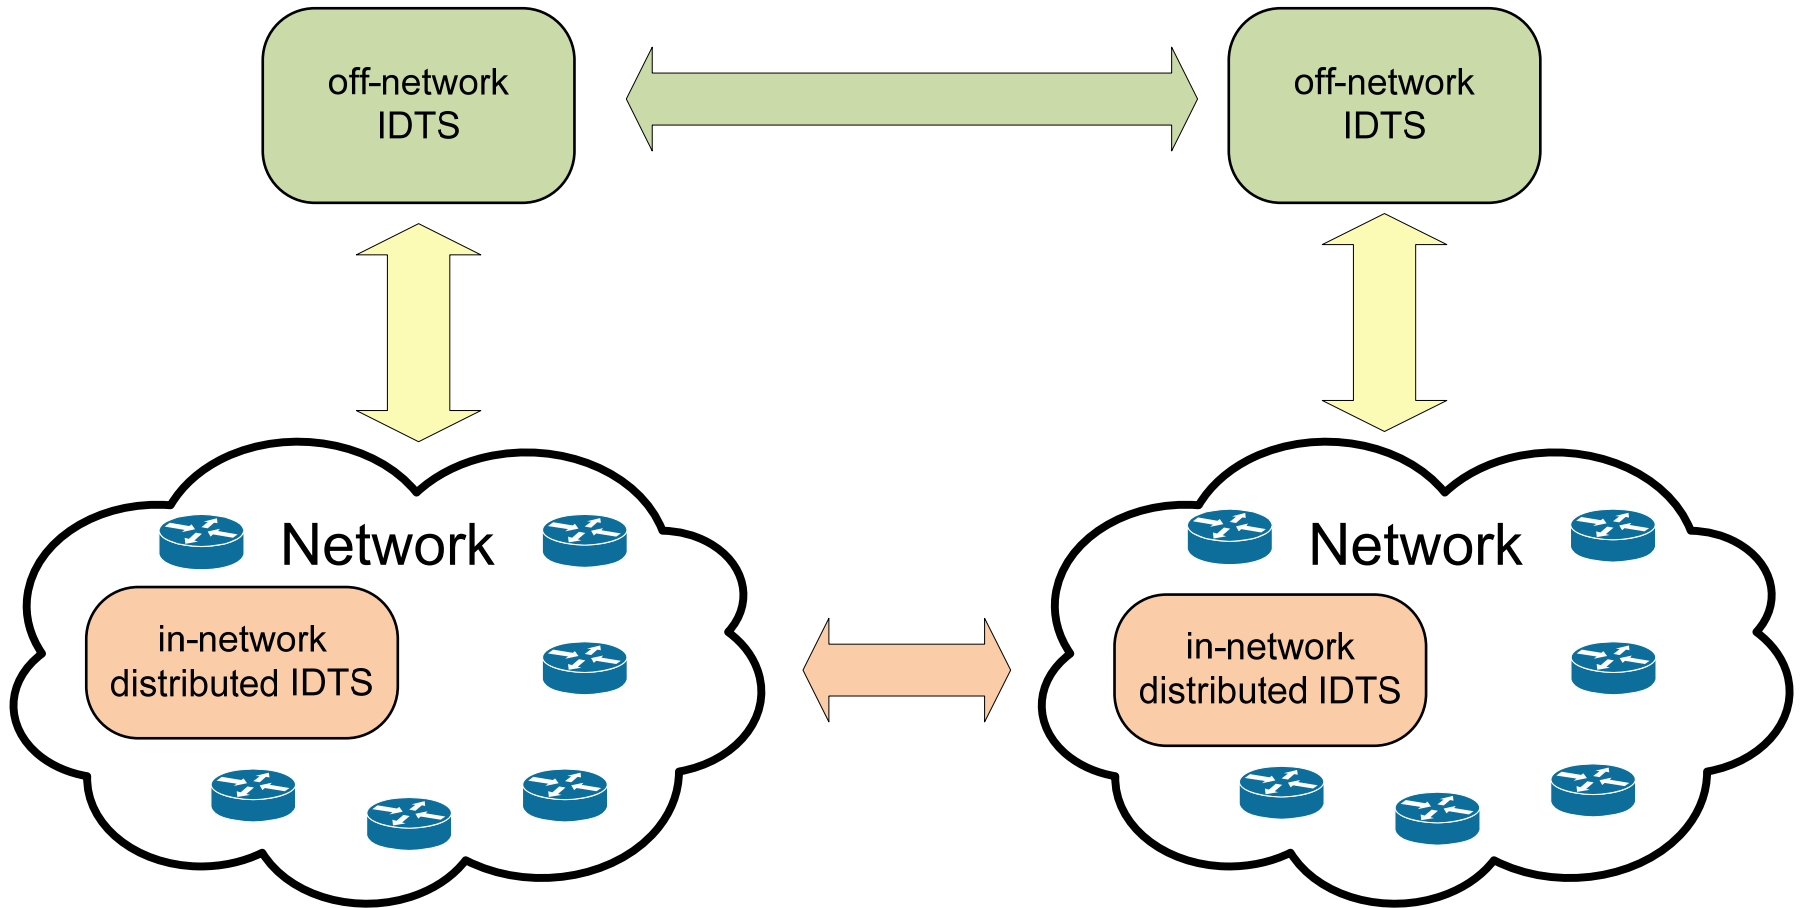 off-network
IDTS
off-network
IDTS
Network
in-network
distributed IDTS
Network
in-network
distributed IDTS